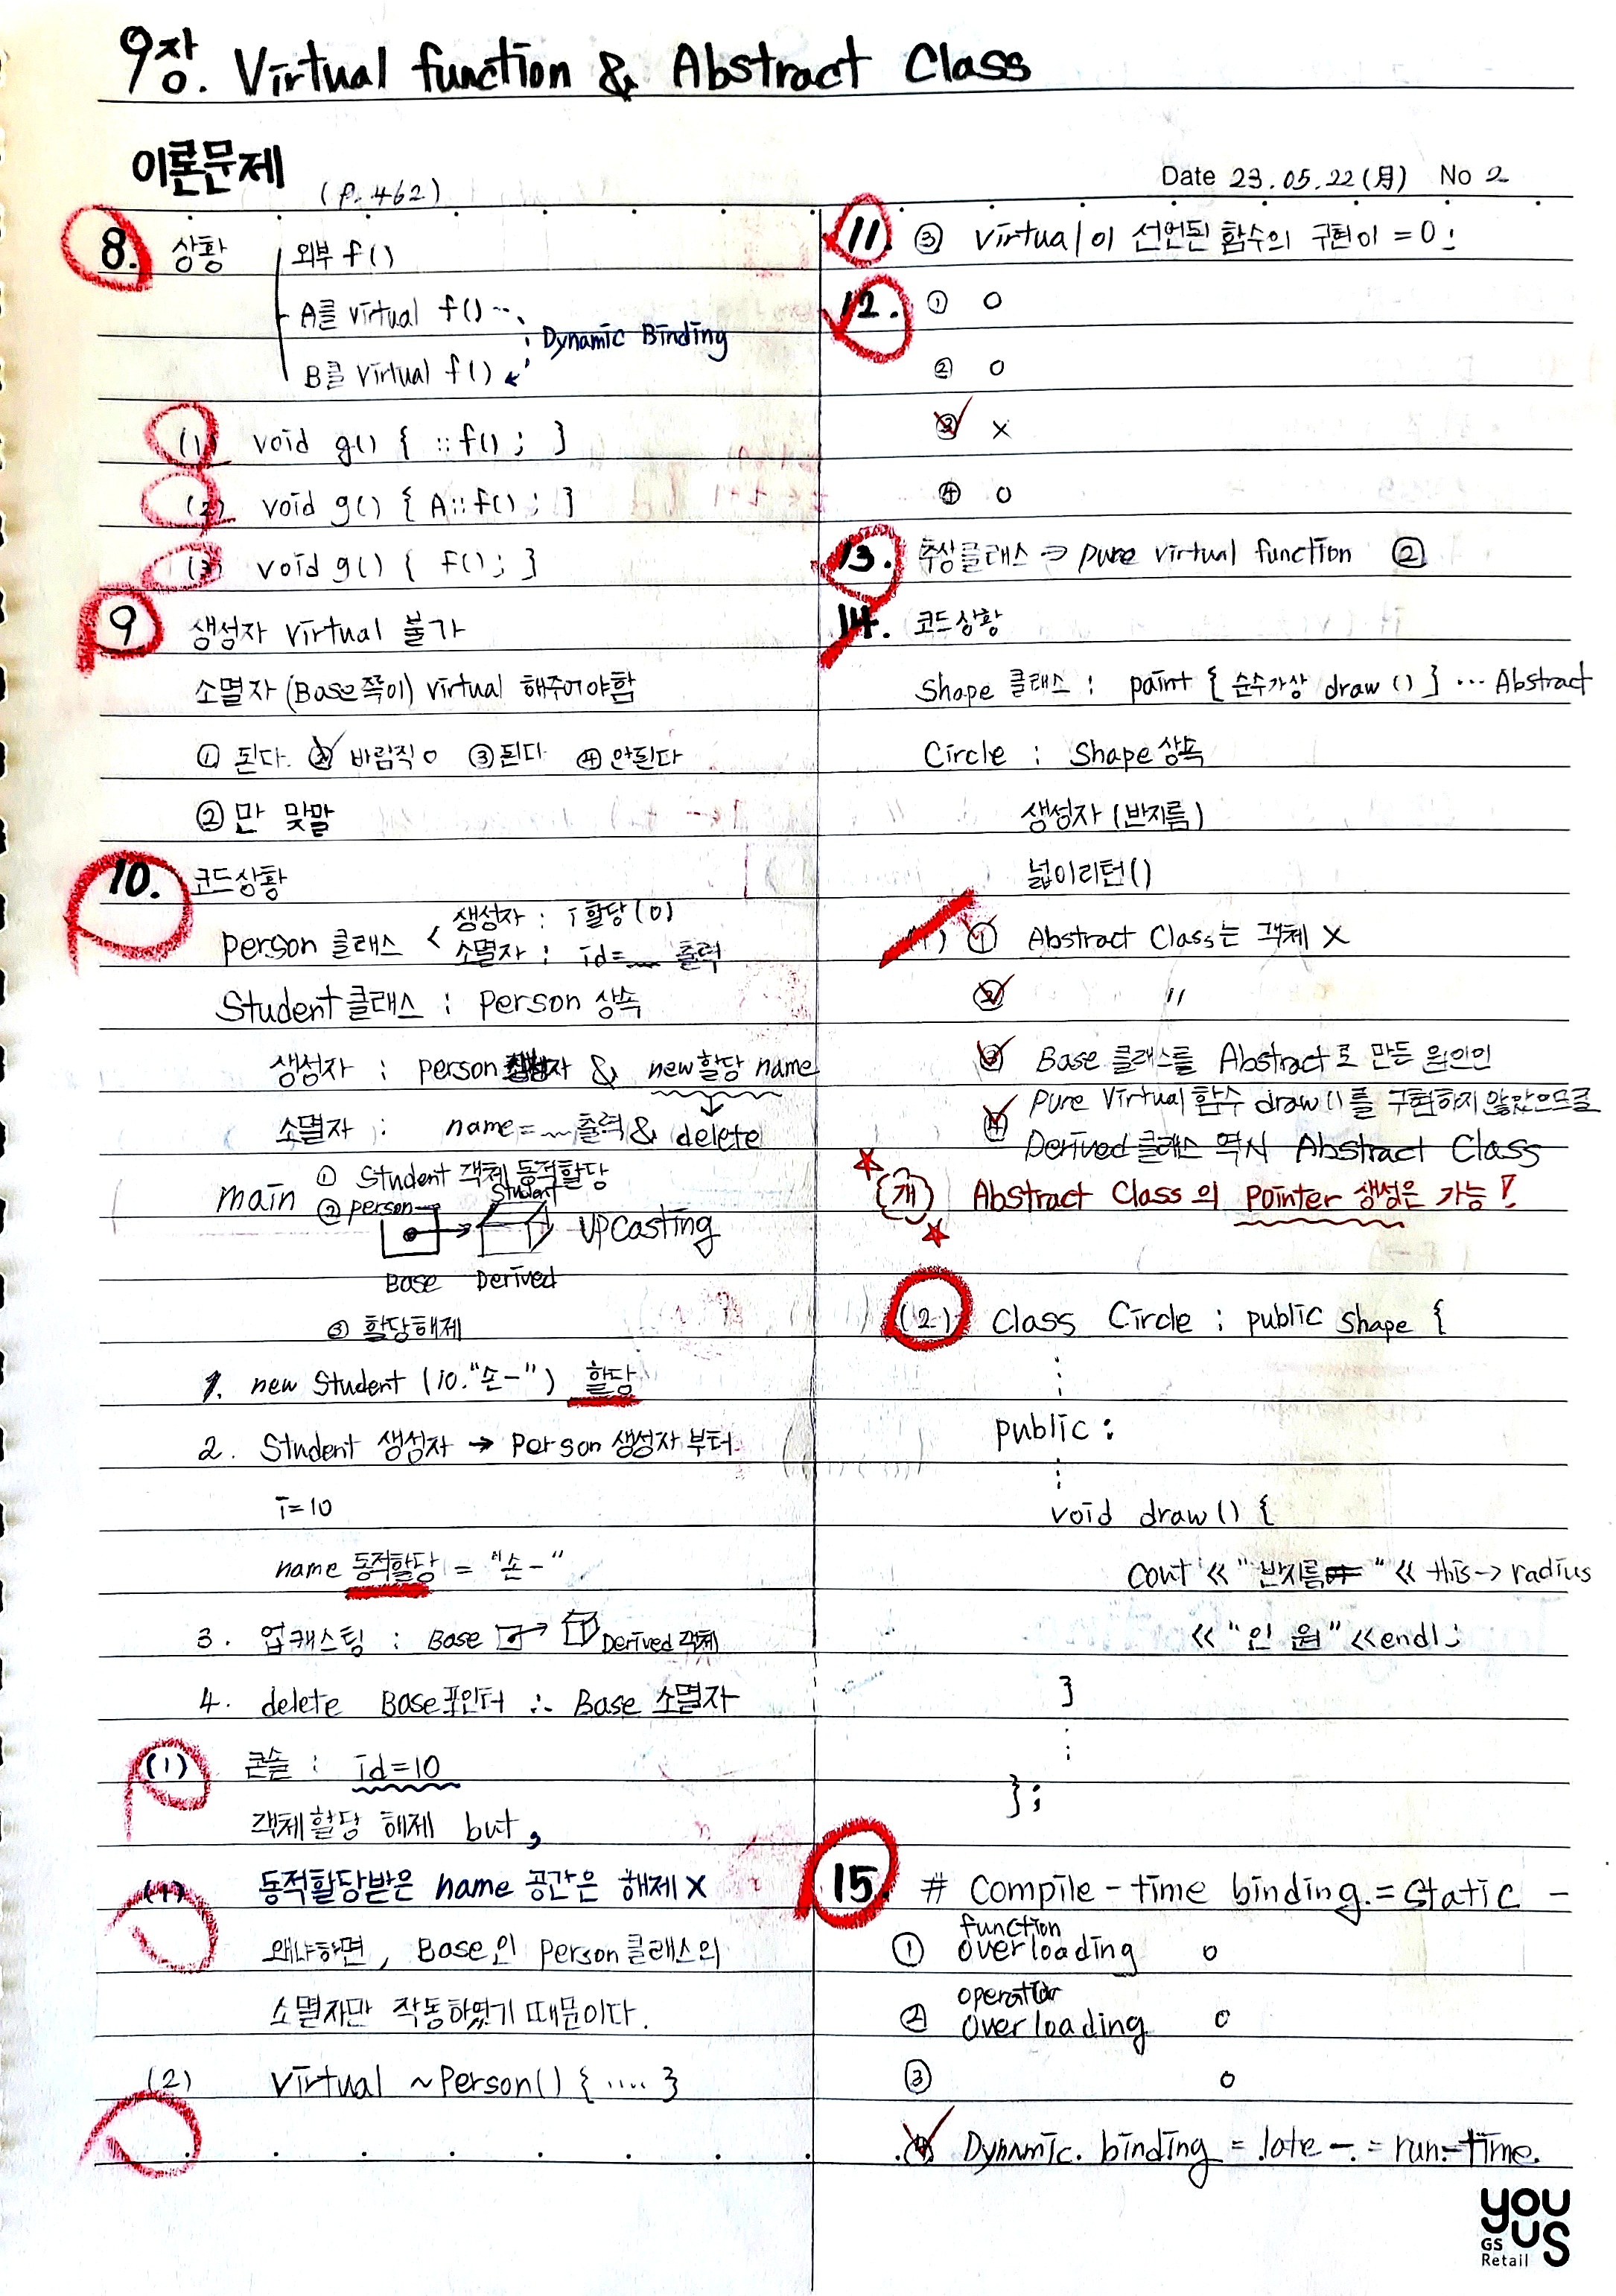 9장. Virtual function & Abstract Class
이론문제
(p.462)
Date 23.05.22(月) No 2
8. 상황
외부 f()
A클 virtual f()
B클 virtual f()
Dynamic Binding
(1) void g() { ::f(); }
(2) void g() { A::f(); }
(3) void g() { f(); }
9 생성자 virtual 불가
소멸자(Base쪽이) virtual 해주어야함
① 된다. ② 바람직 o ③ 된다 ④ 안된다
② 만 맞말
10. 코드상황
person 클래스 < 생성자 : i 할당(0)
소멸자 : id= 출력
Student클래스 : person 상속
생성자 : person 생성자 & new할당 name
소멸자 : name= 출력 & delete
main ① Student 객체 동적할당
② person Student
upcasting
Base Derived
③ 할당해제
1. new Student (10."손-") 할당
2. Student 생성자 → person 생성자 부터
i=10
name 동적할당 = "손-"
3. 업캐스팅 : Base → Derived 객체
4. delete Base포인터 ∴ Base 소멸자
(1) 콘솔 : id=10
객체할당 해제 but,
(1) 동적할당받은 name 공간은 해제 X
왜냐하면, Base인 person 클래스의
소멸자만 작동하였기 때문이다.
(2) virtual ~Person() { ..... }
11. ③ virtual이 선언된 함수의 구현이 =0;
12. ① o
② o
③ x
④ o
13. 추상클래스 ⇒ pure virtual function ②
14. 코드상황
Shape 클래스 : paint { 순수가상 draw () } ... Abstract
Circle : Shape 상속
생성자 (반지름)
넓이리턴()
(1) ① Abstract Class는 객체 X
② "
③ Base 클래스를 Abstract로 만든 원인인
④ pure Virtual 함수 draw()를 구현하지 않았으므로
Derived 클래스 역시 Abstract Class
Abstract Class의 pointer 생성은 가능!
(2) Class Circle : public Shape {
⋮
public :
⋮
void draw () {
cout << "반지름 " << this-> radius
<< "인 원" <<endl;
}
⋮
};
15. # Compile - time binding. = Static -
① function overloading o
② operator overloading o
③ o
④ Dynamic. binding = late - = run-time.
you
us
GS
Retail